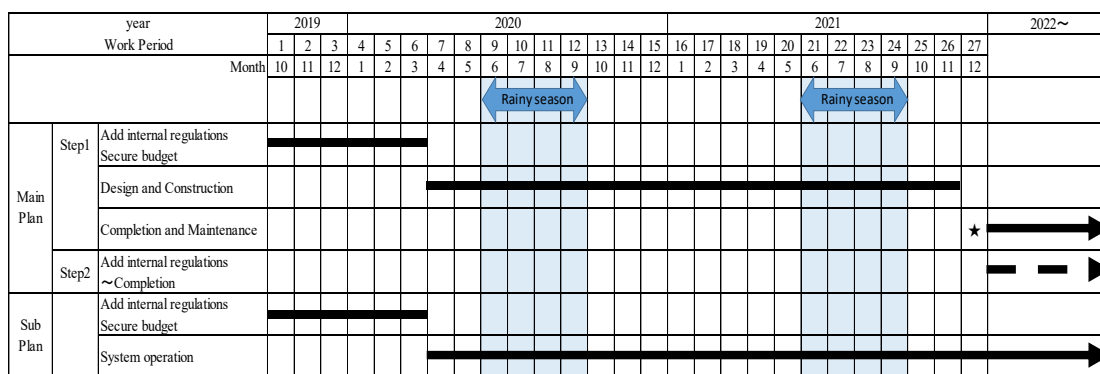 year 2019 2020 2021 2022～
Work Period 1 2 3 4 5 6 7 8 9 10 11 12 13 14 15 16 17 18 19 20 21 22 23 24 25 26 27
Month 10 11 12 1 2 3 4 5 6 7 8 9 10 11 12 1 2 3 4 5 6 7 8 9 10 11 12
Rainy season Rainy season
Main Plan
Step1
Add internal regulations
Secure budget
Design and Construction
Completion and Maintenance ★
Step2
Add internal regulations
～Completion
Sub Plan
Add internal regulations
Secure budget
System operation